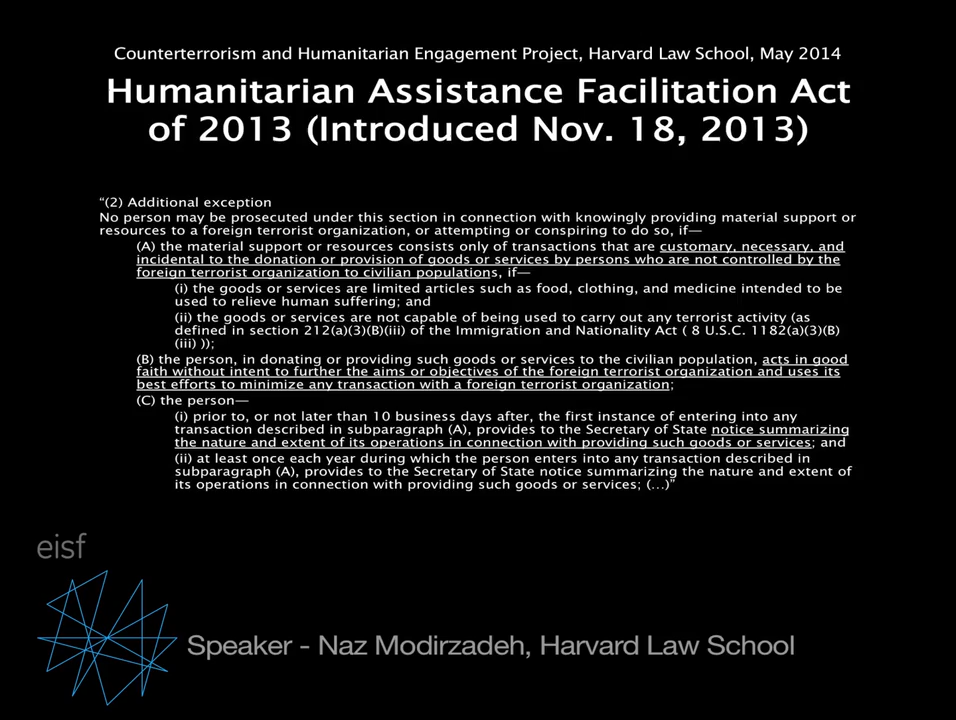 Counterterrorism and Humanitarian Engagement Project, Harvard Law School, May 2014
Humanitarian Assistance Facilitation Act
of 2013 (Introduced Nov. 18, 2013)
“(2) Additional exception
No person may be prosecuted under this section in connection with knowingly providing material support or
resources to a foreign terrorist organization, or attempting or conspiring to do so, if—
(A) the material support or resources consists only of transactions that are customary, necessary, and
incidental to the donation or provision of goods or services by persons who are not controlled by the
foreign terrorist organization to civilian populations, if—
(i) the goods or services are limited articles such as food, clothing, and medicine intended to be
used to relieve human suffering; and
(ii) the goods or services are not capable of being used to carry out any terrorist activity (as
defined in section 212(a)(3)(B)(iii) of the Immigration and Nationality Act ( 8 U.S.C. 1182(a)(3)(B)
(iii) ));
(B) the person, in donating or providing such goods or services to the civilian population, acts in good
faith without intent to further the aims or objectives of the foreign terrorist organization and uses its
best efforts to minimize any transaction with a foreign terrorist organization;
(C) the person—
(i) prior to, or not later than 10 business days after, the first instance of entering into any
transaction described in subparagraph (A), provides to the Secretary of State notice summarizing
the nature and extent of its operations in connection with providing such goods or services; and
(ii) at least once each year during which the person enters into any transaction described in
subparagraph (A), provides to the Secretary of State notice summarizing the nature and extent of
its operations in connection with providing such goods or services; (...)”
eisf
Speaker - Naz Modirzadeh, Harvard Law School